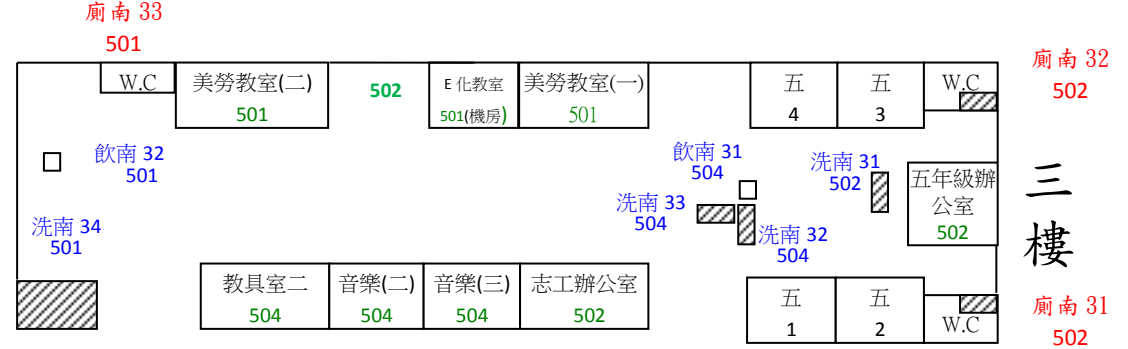 廁南 33
501
W.C
美勞教室(二)
501
502
E 化教室
501(機房)
美勞教室(一)
501
五
4
五
3
W.C
廁南 32
502
飲南 32
501
飲南 31
504
洗南 31
502
五年級辦
公室
502
三樓
洗南 34
501
洗南 33
504
洗南 32
504
教具室二
504
音樂(二)
504
音樂(三)
504
志工辦公室
502
五
1
五
2
W.C
廁南 31
502